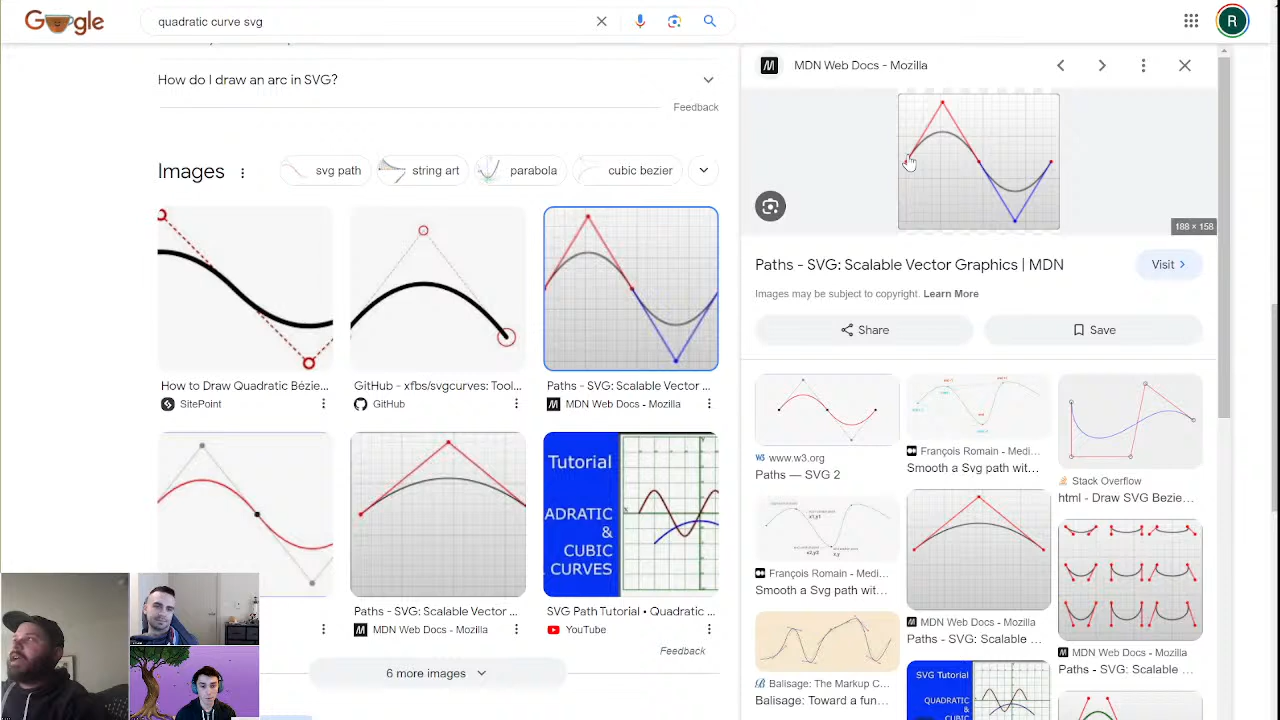 Google
quadratic curve svg
R
How do I draw an arc in SVG?
Feedback
Images
svg path
string art
parabola
cubic bezier
How to Draw Quadratic Bezie...
SitePoint
GitHub - xfbs/svgcurves: Tool...
GitHub
Paths - SVG: Scalable Vector ...
MDN Web Docs - Mozilla
Tutorial
ADRATIC
&
CUBIC
CURVES
Paths - SVG: Scalable Vector ...
MDN Web Docs - Mozilla
SVG Path Tutorial • Quadratic ...
YouTube
Feedback
6 more images
MDN Web Docs - Mozilla
188 × 158
Paths - SVG: Scalable Vector Graphics | MDN
Visit
Images may be subject to copyright. Learn More
Share
Save
www.w3.org
Paths — SVG 2
François Romain - Medi...
Smooth a Svg path wit...
Stack Overflow
html - Draw SVG Bezie...
François Romain - Medi...
Smooth a Svg path wit...
MDN Web Docs - Mozilla
Paths - SVG: Scalable ...
MDN Web Docs - Mozilla
Paths - SVG: Scalable ...
Balisage: The Markup C...
Balisage: Toward a fun...
SVG Tutorial
QUADRATIC
&
CUBIC